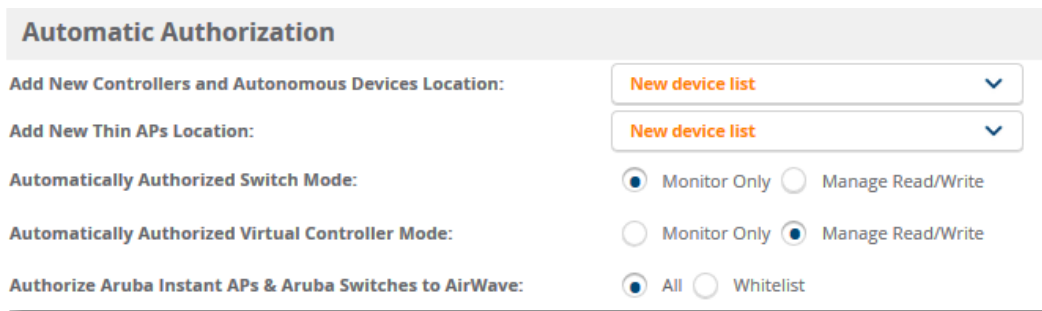 Automatic Authorization
Add New Controllers and Autonomous Devices Location: New device list
Add New Thin APs Location: New device list
Automatically Authorized Switch Mode: Monitor Only Manage Read/Write
Automatically Authorized Virtual Controller Mode: Monitor Only Manage Read/Write
Authorize Aruba Instant APs & Aruba Switches to AirWave: All Whitelist